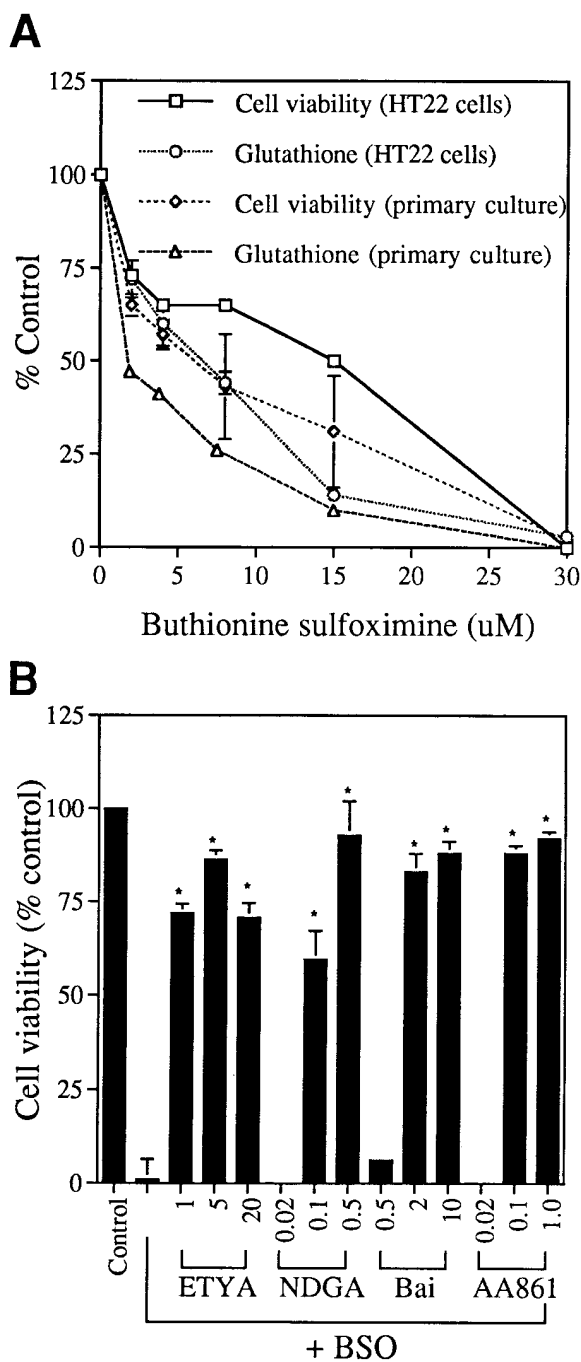 A
125
100
75
50
25
0
% Control
Cell viability (HT22 cells)
Glutathione (HT22 cells)
Cell viability (primary culture)
Glutathione (primary culture)
0 5 10 15 20 25 30
Buthionine sulfoximine (uM)
B
125
100
75
50
25
0
Cell viability (% control)
* * * * * * * * *
Control 1 5 20 0.02 0.1 0.5 0.5 2 10 0.02 0.1 1.0
ETYA NDGA Bai AA861
+ BSO